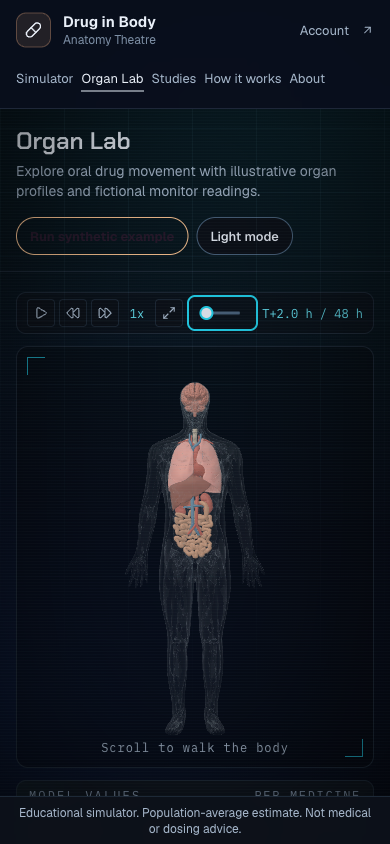 Drug in Body
Anatomy Theatre
Account
Simulator Organ Lab Studies How it works About
Organ Lab
Explore oral drug movement with illustrative organ
profiles and fictional monitor readings.
Run synthetic example Light mode
1x T+2.0 h / 48 h
Scroll to walk the body
MODEL VALUES PER MEDICINE
Educational simulator. Population-average estimate. Not medical
or dosing advice.